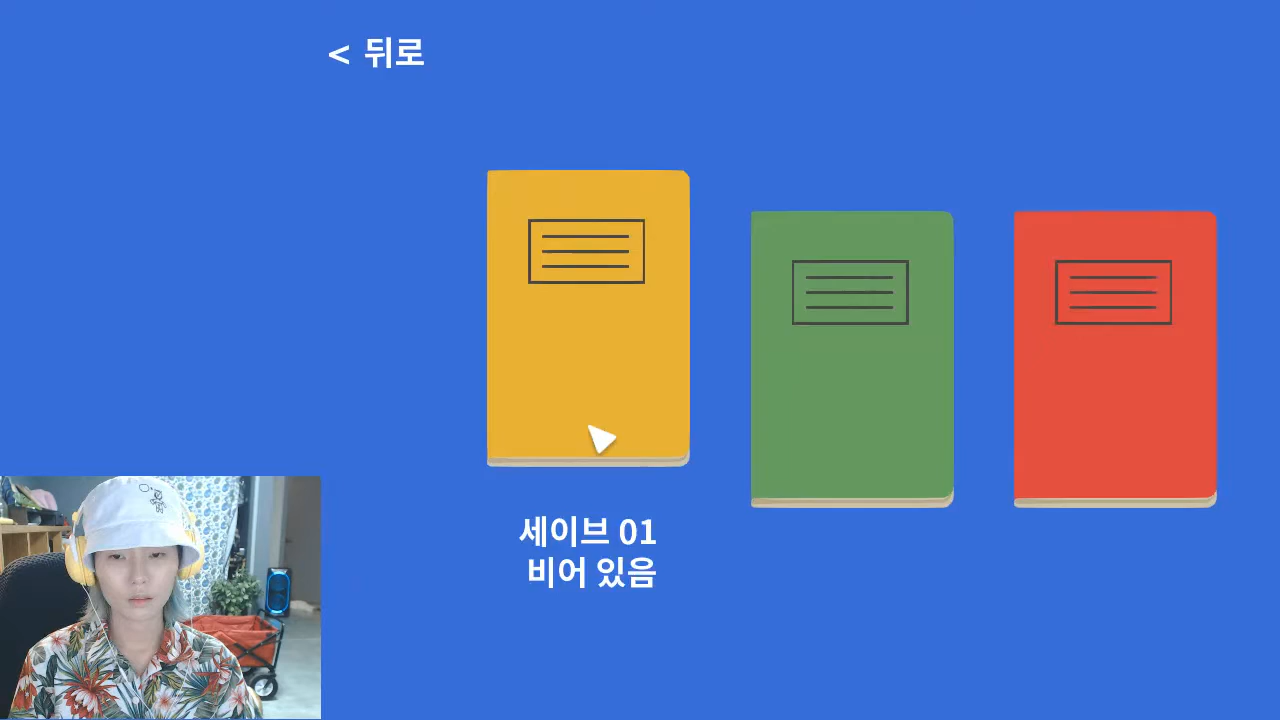 < 뒤로
세이브 01
비어 있음